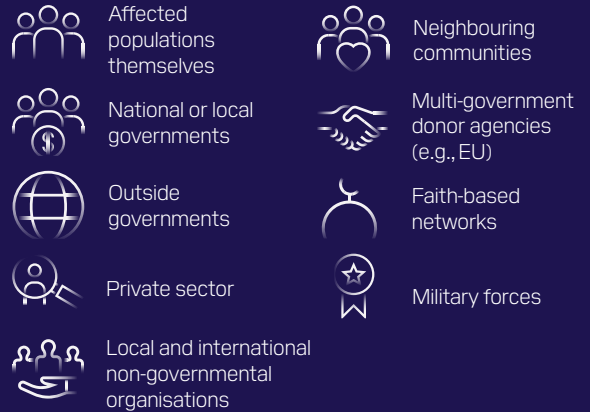 Affected
populations
themselves
National or local
governments
$
Outside
governments
Private sector
Local and international
non-governmental
organisations
Neighbouring
communities
Multi-government
donor agencies
(e.g., EU)
Faith-based
networks
Military forces